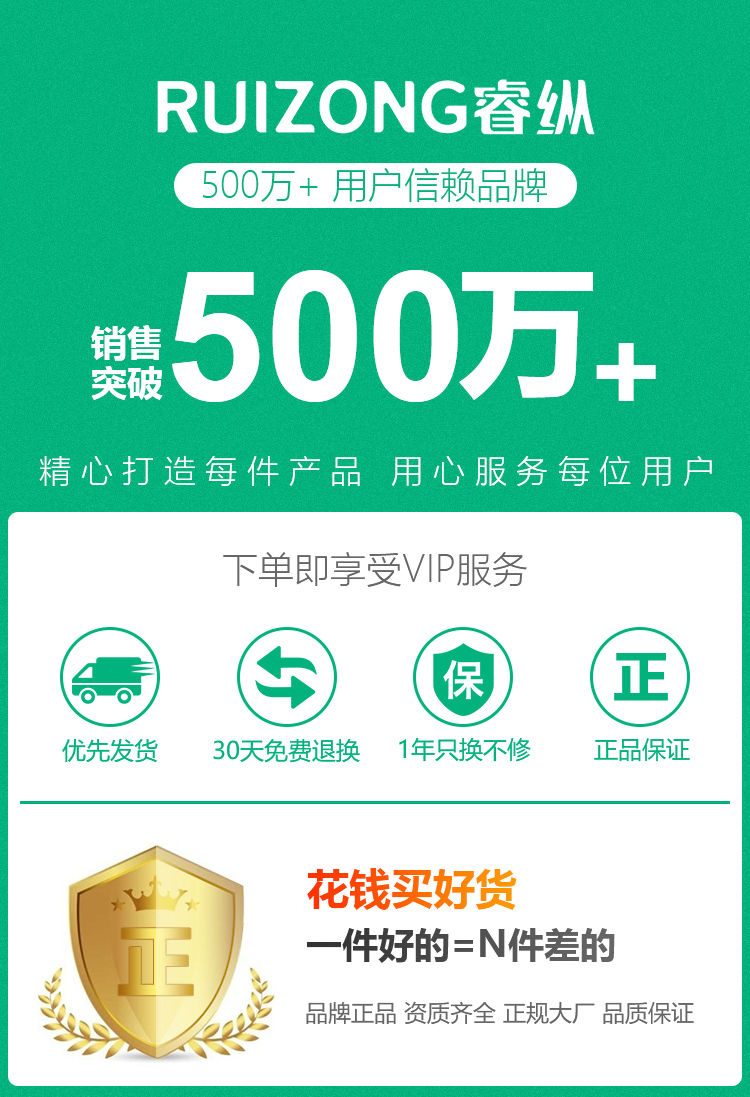 RUIZONG睿纵
500万+ 用户信赖品牌
销售突破500万+
精心打造每件产品 用心服务每位用户
下单即享受VIP服务
保 正
优先发货 30天免费退换 1年只换不修 正品保证
正
花钱买好货
一件好的=N件差的
品牌正品 资质齐全 正规大厂 品质保证